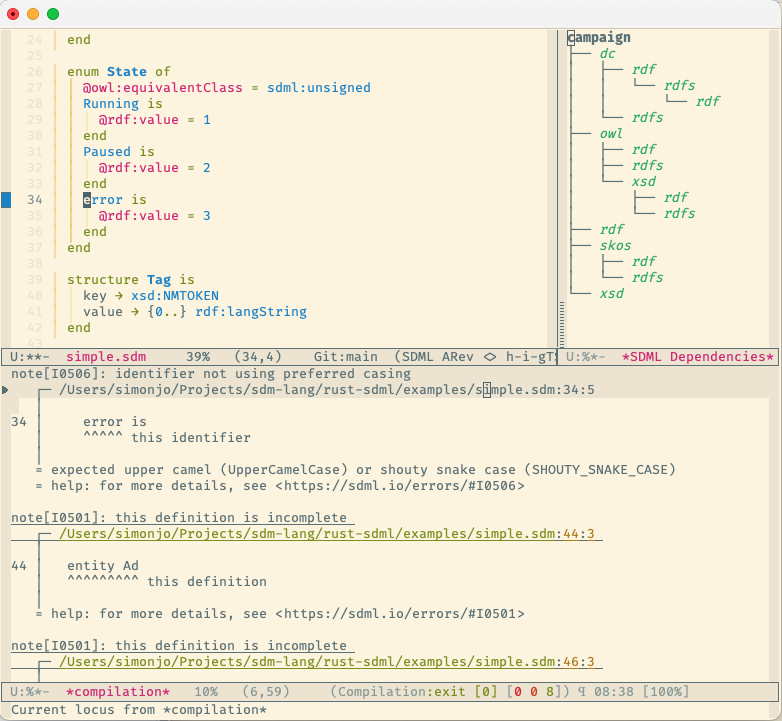 24 end
25
26 enum State of
27 @owl:equivalentClass = sdml:unsigned
28 Running is
29 @rdf:value = 1
30 end
31 Paused is
32 @rdf:value = 2
33 end
34 error is
35 @rdf:value = 3
36 end
37 end
38
39 structure Tag is
40 key → xsd:NMTOKEN
41 value → {0..} rdf:langString
42 end
43
U:**- simple.sdm 39% (34,4) Git:main (SDML ARev <> h-i-gT
campaign
├── dc
│   ├── rdf
│   │   └── rdfs
│   │       └── rdf
│   └── rdfs
├── owl
│   ├── rdf
│   ├── rdfs
│   └── xsd
│       ├── rdf
│       └── rdfs
├── rdf
├── skos
│   ├── rdf
│   └── rdfs
└── xsd
U:%*- *SDML Dependencies*
note[I0506]: identifier not using preferred casing
┌── /Users/simonjo/Projects/sdm-lang/rust-sdml/examples/simple.sdm:34:5
34 │ error is
│ ^^^^^ this identifier
= expected upper camel (UpperCamelCase) or shouty snake case (SHOUTY_SNAKE_CASE)
= help: for more details, see <https://sdml.io/errors/#I0506>
note[I0501]: this definition is incomplete
┌── /Users/simonjo/Projects/sdm-lang/rust-sdml/examples/simple.sdm:44:3
44 │ entity Ad
│ ^^^^^^^^^ this definition
= help: for more details, see <https://sdml.io/errors/#I0501>
note[I0501]: this definition is incomplete
┌── /Users/simonjo/Projects/sdm-lang/rust-sdml/examples/simple.sdm:46:3
U:%*- *compilation* 10% (6,59) (Compilation:exit [0] [0 0 8]) ¶ 08:38 [100%]
Current locus from *compilation*